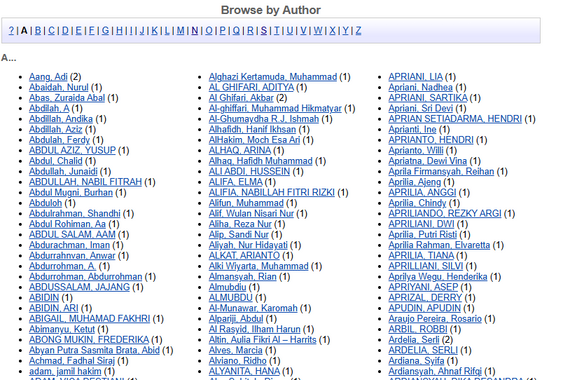 Browse by Author
? | A | B | C | D | E | F | G | H | I | J | K | L | M | N | O | P | Q | R | S | T | U | V | W | X | Y | Z
A...
Aang, Adi (2)
Abaidah, Nurul (1)
Abas, Zuraida Abal (1)
Abdilah, A (1)
Abdillah, Andika (1)
Abdillah, Aziz (1)
Abdulah, Ferdy (1)
ABDUL AZIZ, YUSUP (1)
Abdul, Chalid (1)
Abdullah, Junaidi (1)
ABDULLAH, NABIL FITRAH (1)
Abdul Mugni, Burhan (1)
Abduloh (1)
Abdulrahman, Shandhi (1)
Abdul Rohiman, Aa (1)
ABDUL SALAM, AAM (1)
Abdurachman, Iman (1)
Abdurrahnvan, Anwar (1)
Abdurrohman, A. (1)
Abdurrohman, Abdurrohman (1)
ABDUSSALAM, JAJANG (1)
ABIDIN (1)
ABIDIN, ARI (1)
ABIGAIL, MUHAMAD FAKHRI (1)
Abimanyu, Ketut (1)
ABONG MUKIN, FREDERIKA (1)
Abyan Putra Sasmita Brata, Abid (1)
Achmad, Fadhal Siraj (1)
adam, jamil hakim (1)
Alghazi Kertamuda, Muhammad (1)
AL GHIFARI, ADITYA (1)
Al Ghifari, Akbar (2)
Al-ghiffari, Muhammad Hikmatyar (1)
Al-Ghumaydha R.J, Ishmah (1)
Alhafidh, Hanif Ikhsan (1)
AlHakim, Moch Esa Ari (1)
ALHAQ, ARINA (1)
Alhaq, Hafidh Muhammad (1)
ALI ABDI, HUSSEIN (1)
ALIFA, ELMA (1)
ALIFIA, NABILLAH FITRI RIZKI (1)
Alifun, Muhammad (1)
Alif, Wulan Nisari Nur (1)
Aliha, Reza Nur (1)
Alip, Sandi Nur (1)
Aliyah, Nur Hidayati (1)
ALKAT, ARIANTO (1)
Alki Wiyarta, Muhammad (1)
Almansyah, Rian (1)
Almubdiu (1)
ALMUBDU (1)
Al-Munawar, Karomah (1)
Alpariji, Abdul (1)
Al Rasyid, Ilham Harun (1)
Altin, Aulia Fikri Al – Harrits (1)
Alves, Marcia (1)
Alviano, Ridho (1)
ALYANITA, HANA (1)
APRIANI, LIA (1)
Apriani, Nadhea (1)
APRIANI, SARTIKA (1)
Apriani, Sri Devi (1)
APRIAN SETIADARMA, HENDRI (1)
Aprianti, Ine (1)
APRIANTO, HENDRI (1)
Aprianto, Willi (1)
Apriatna, Dewi Vina (1)
Aprila Firmansyah, Reihan (1)
Aprilia, Ajeng (1)
APRILIA, ANGGI (1)
Aprilia, Chindy (1)
APRILIANDO, REZKY ARGI (1)
APRILIANI, DWI (1)
Aprilia, Putri Risti (1)
Aprilia Rahman, Elvaretta (1)
APRILIA, TIANA (1)
APRILLIANI, SILVI (1)
Aprilya Wegu, Henderika (1)
APRIYANI, ASEP (1)
APRIZAL, DERRY (1)
APUDIN, APUDIN (1)
Araujo Pereira, Rosario (1)
ARBIL, ROBBI (1)
Ardelia, Serli (2)
ARDELIA, SERLI (1)
Ardiana, Syifa (1)
Ardiansyah, Ahnaf Rifqi (1)